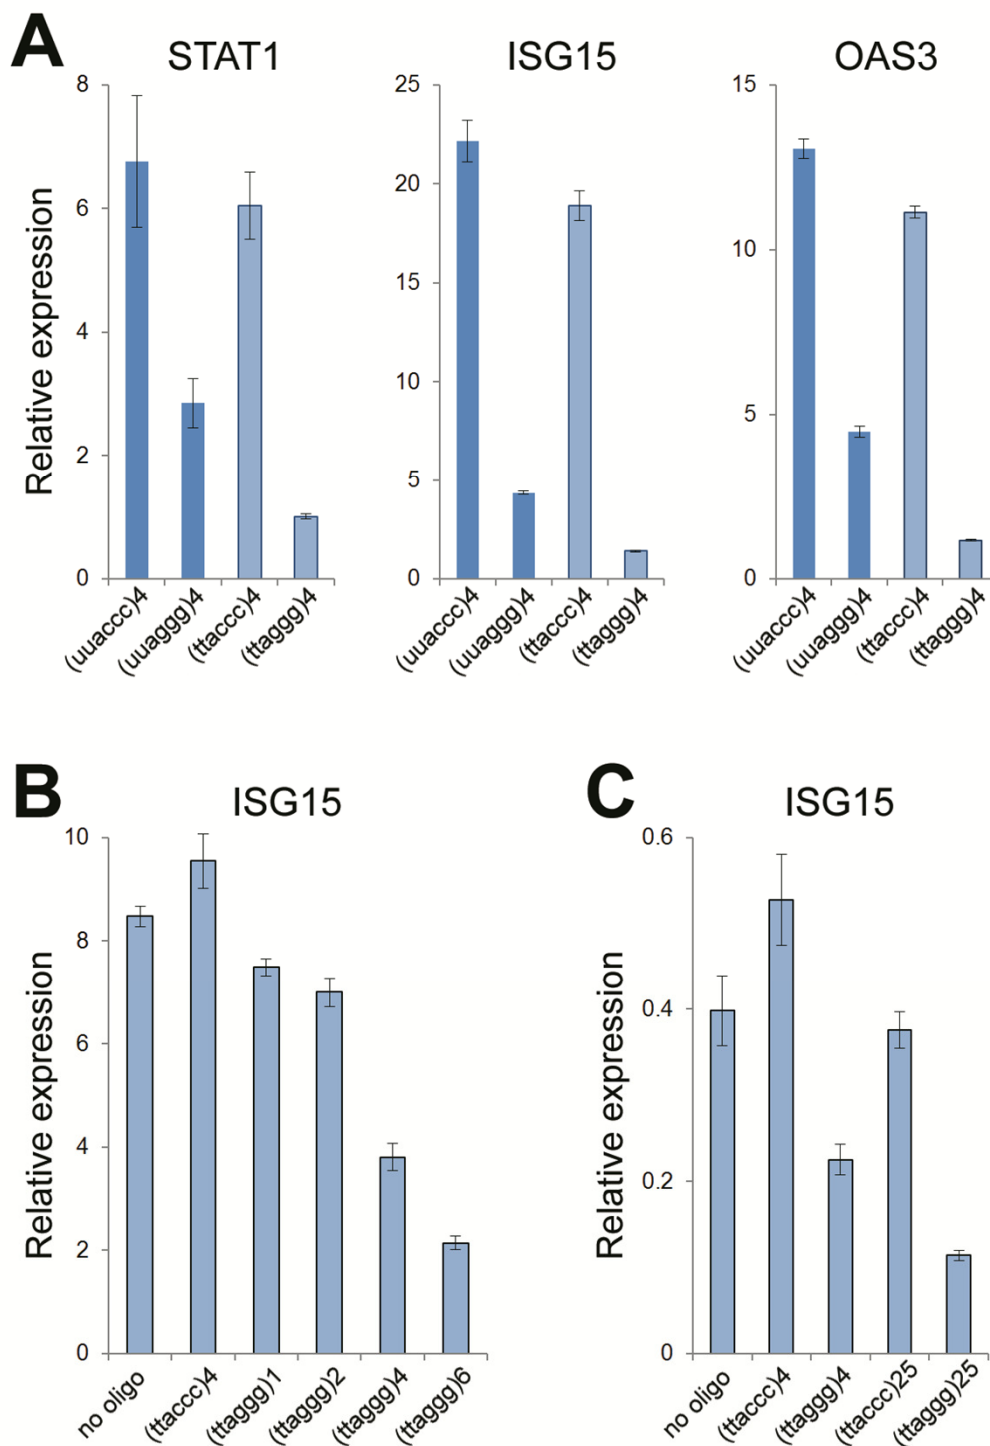 A
STAT1
ISG15
OAS3
Relative expression
8
6
4
2
0
(uuaccc)4
(uuaggg)4
(ttaccc)4
(ttaggg)4
25
20
15
10
5
0
(uuaccc)4
(uuaggg)4
(ttaccc)4
(ttaggg)4
15
10
5
0
(uuaccc)4
(uuaggg)4
(ttaccc)4
(ttaggg)4
B
ISG15
Relative expression
10
8
6
4
2
0
no oligo
(ttaccc)4
(ttaggg)1
(ttaggg)2
(ttaggg)4
(ttaggg)6
C
ISG15
Relative expression
0.6
0.4
0.2
0
no oligo
(ttaccc)4
(ttaggg)4
(ttaccc)25
(ttaggg)25